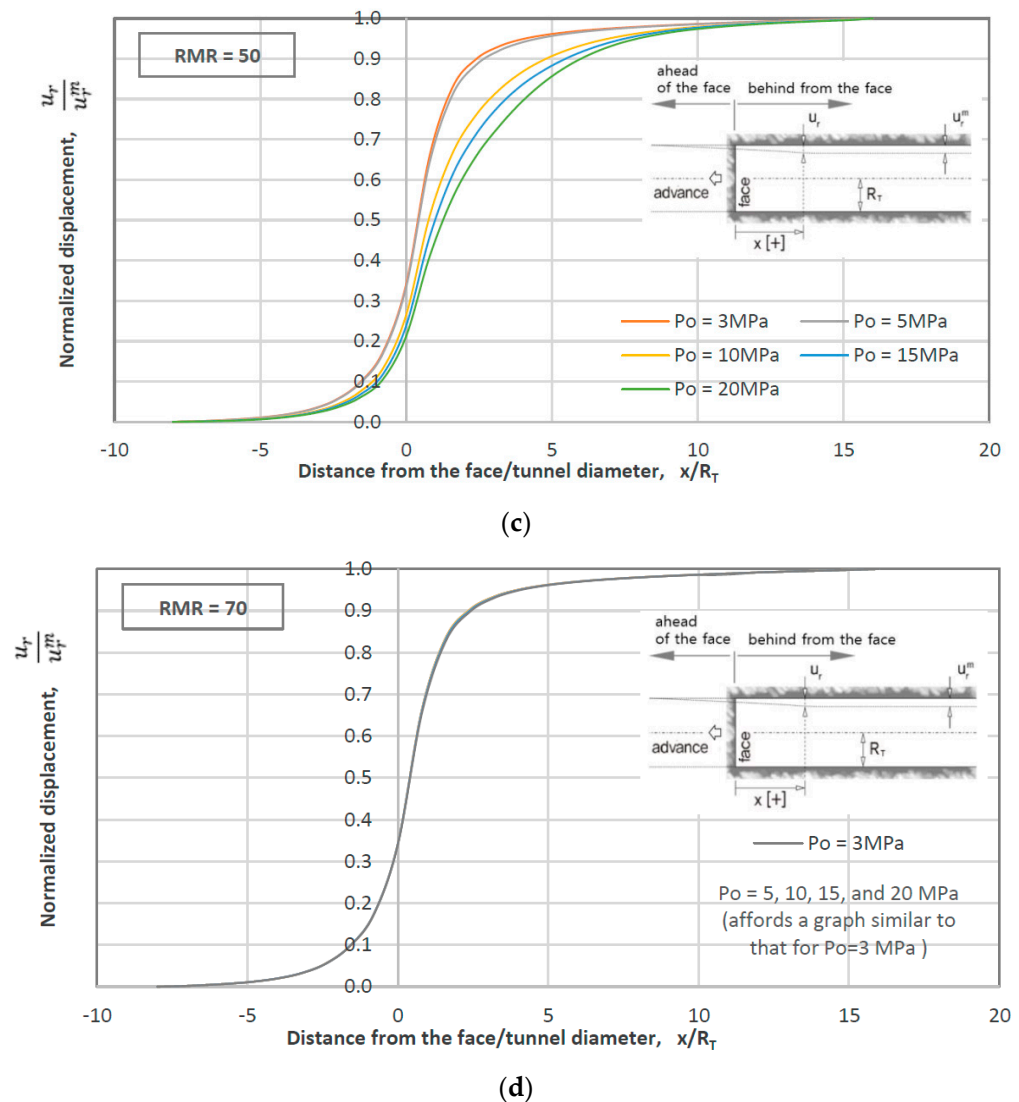 1.0
0.9
0.8
0.7
0.6
0.5
0.4
0.3
0.2
0.1
0.0
RMR = 50
u_r
u_r^m
Normalized displacement,
ahead
of the face
behind from the face
u_r
u_r^m
advance
face
R_T
x [+]
Po = 3MPa
Po = 5MPa
Po = 10MPa
Po = 15MPa
Po = 20MPa
-10 -5 0 5 10 15 20
Distance from the face/tunnel diameter, x/R_T
(c)
1.0
0.9
0.8
0.7
0.6
0.5
0.4
0.3
0.2
0.1
0.0
RMR = 70
u_r
u_r^m
Normalized displacement,
ahead
of the face
behind from the face
u_r
u_r^m
advance
face
R_T
x [+]
Po = 3MPa
Po = 5, 10, 15, and 20 MPa
(affords a graph similar to
that for Po=3 MPa )
-10 -5 0 5 10 15 20
Distance from the face/tunnel diameter, x/R_T
(d)